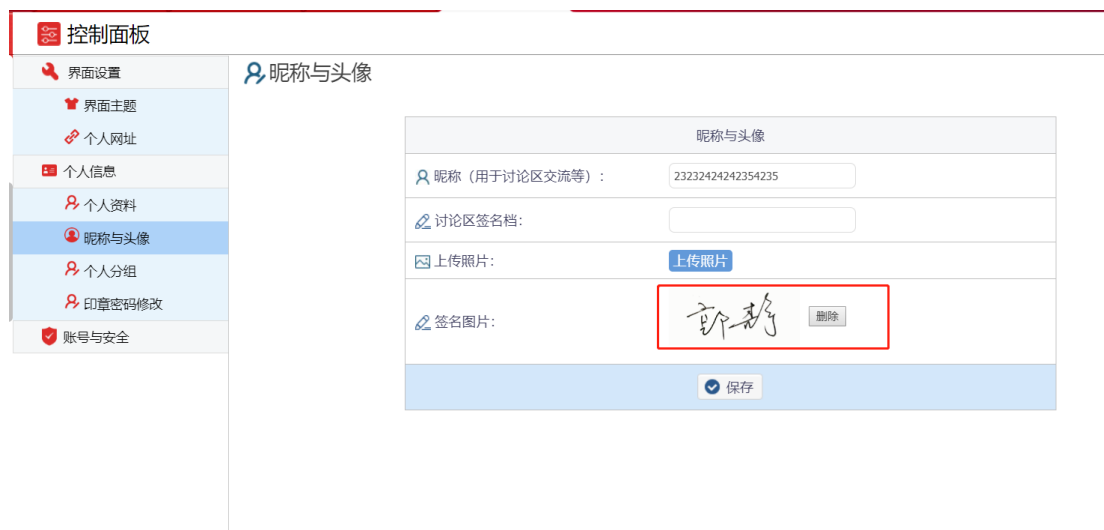 控制面板
界面设置
界面主题
个人网址
个人信息
个人资料
昵称与头像
个人分组
印章密码修改
账号与安全
昵称与头像
昵称与头像
昵称（用于讨论区交流等）: 23232424242354235
讨论区签名档:
上传照片: 上传照片
签名图片: 删除
保存